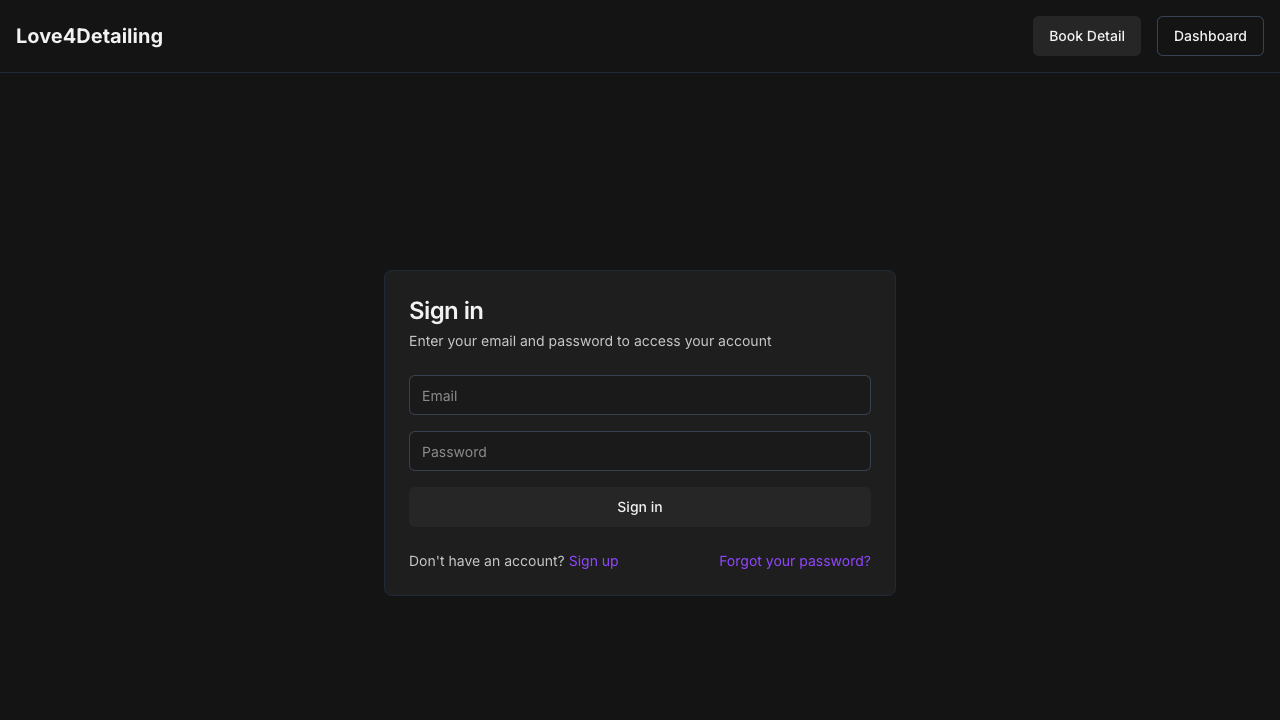 Love4Detailing
Book Detail
Dashboard
Sign in
Enter your email and password to access your account
Email
Password
Sign in
Don't have an account? Sign up
Forgot your password?